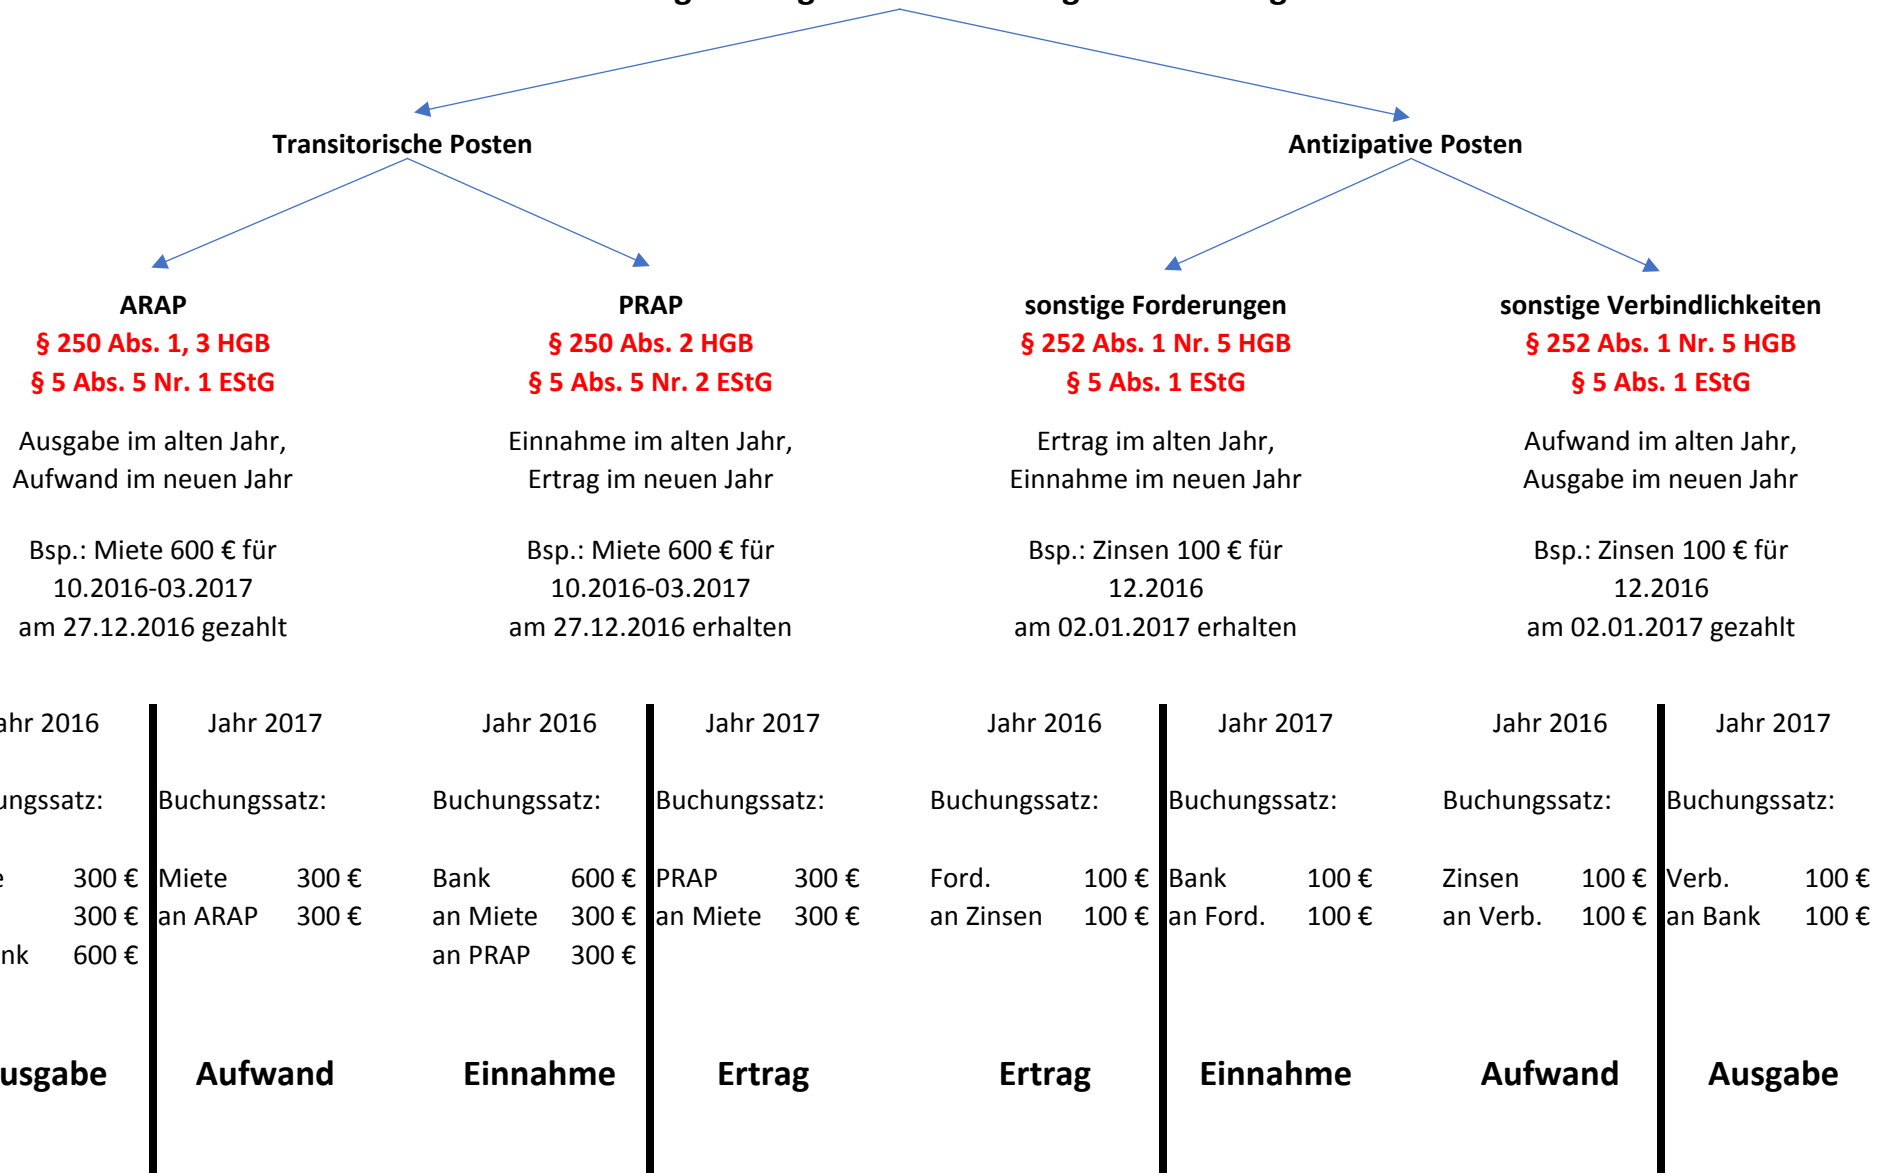 Transitorische Posten
Antizipative Posten
ARAP
§ 250 Abs. 1, 3 HGB
§ 5 Abs. 5 Nr. 1 EStG
Ausgabe im alten Jahr,
Aufwand im neuen Jahr
Bsp.: Miete 600 € für
10.2016-03.2017
am 27.12.2016 gezahlt
PRAP
§ 250 Abs. 2 HGB
§ 5 Abs. 5 Nr. 2 EStG
Einnahme im alten Jahr,
Ertrag im neuen Jahr
Bsp.: Miete 600 € für
10.2016-03.2017
am 27.12.2016 erhalten
sonstige Forderungen
§ 252 Abs. 1 Nr. 5 HGB
§ 5 Abs. 1 EStG
Ertrag im alten Jahr,
Einnahme im neuen Jahr
Bsp.: Zinsen 100 € für
12.2016
am 02.01.2017 erhalten
sonstige Verbindlichkeiten
§ 252 Abs. 1 Nr. 5 HGB
§ 5 Abs. 1 EStG
Aufwand im alten Jahr,
Ausgabe im neuen Jahr
Bsp.: Zinsen 100 € für
12.2016
am 02.01.2017 gezahlt
ahr 2016
ungssatz:
e 300 €
300 €
nk 600 €
usgabe
Jahr 2017
Buchungssatz:
Miete 300 €
an ARAP 300 €
Aufwand
Jahr 2016
Buchungssatz:
Bank 600 €
an Miete 300 €
an PRAP 300 €
Einnahme
Jahr 2017
Buchungssatz:
PRAP 300 €
an Miete 300 €
Ertrag
Jahr 2016
Buchungssatz:
Ford. 100 €
an Zinsen 100 €
Ertrag
Jahr 2017
Buchungssatz:
Bank 100 €
an Ford. 100 €
Einnahme
Jahr 2016
Buchungssatz:
Zinsen 100 €
an Verb. 100 €
Aufwand
Jahr 2017
Buchungssatz:
Verb. 100 €
an Bank 100 €
Ausgabe